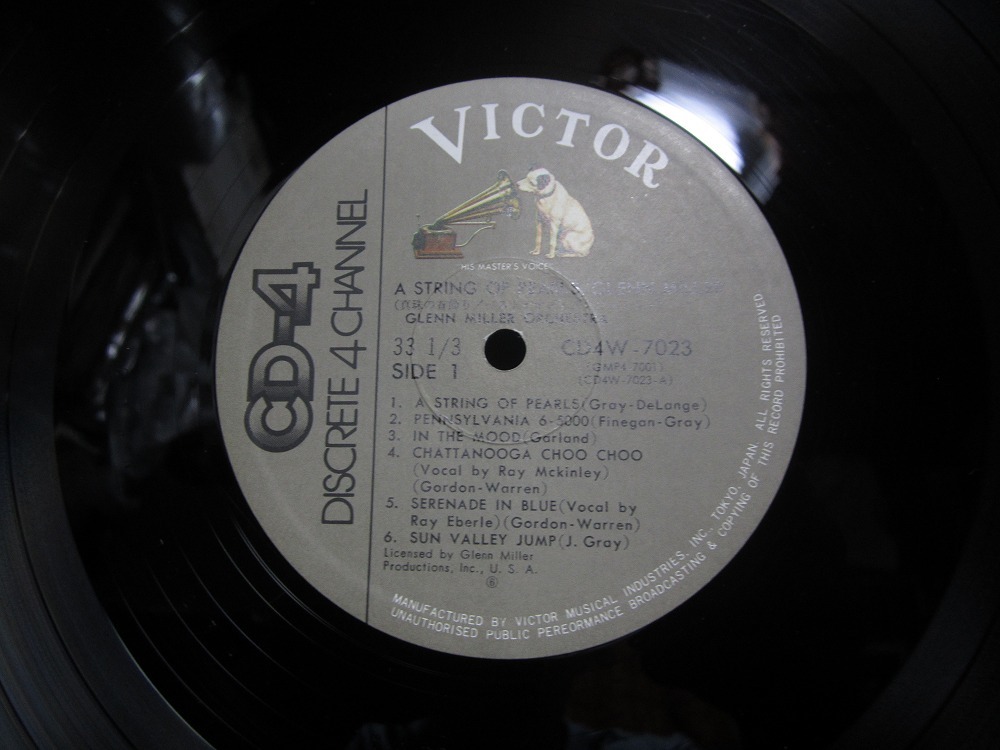 VICTOR
HIS MASTER'S VOICE
CD-4
DISCRETE 4 CHANNEL
A STRING OF
GLENN MILLER ORCHESTRA
33 1/3
CD4W-7023
SIDE 1
(CD4W-7023-A)
1. A STRING OF PEARLS(Gray-DeLange)
2. PENNSYLVANIA 6-5000(Finegan-Gray)
3. IN THE MOOD(Garland)
4. CHATTANOOGA CHOO CHOO
(Vocal by Ray Mckinley)
(Gordon-Warren)
5. SERENADE IN BLUE(Vocal by
Ray Eberle)(Gordon-Warren)
6. SUN VALLEY JUMP(J. Gray)
Licensed by Glenn Miller
Productions, Inc., U. S. A.
MANUFACTURED BY VICTOR MUSICAL INDUSTRIES, INC., TOKYO, JAPAN. ALL RIGHTS RESERVED
UNAUTHORISED PUBLIC PEREORMANCE BROADCASTING & COPYING OF THIS RECORD PROHIBITED